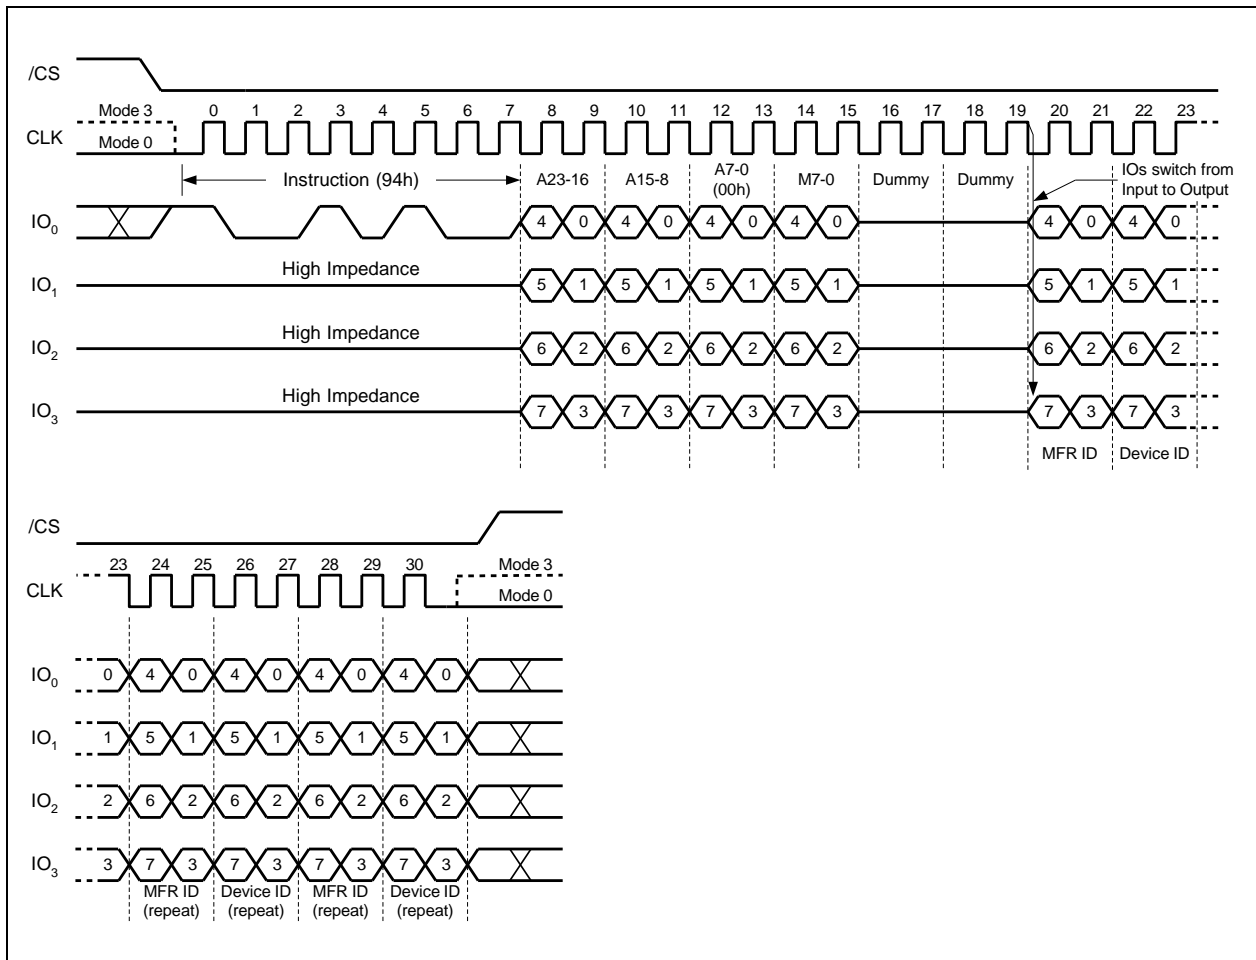 /CS
Mode 3 0 1 2 3 4 5 6 7 8 9 10 11 12 13 14 15 16 17 18 19 20 21 22 23
CLK
Mode 0
Instruction (94h) A23-16 A15-8 A7-0 (00h) M7-0 Dummy Dummy IOs switch from
Input to Output
IO0 4 0 4 0 4 0 4 0 4 0 4 0
High Impedance
IO1 5 1 5 1 5 1 5 1 5 1 5 1
High Impedance
IO2 6 2 6 2 6 2 6 2 6 2 6 2
High Impedance
IO3 7 3 7 3 7 3 7 3 7 3 7 3
MFR ID Device ID
/CS
23 24 25 26 27 28 29 30 Mode 3
CLK
Mode 0
IO0 0 4 0 4 0 4 0 4 0
IO1 1 5 1 5 1 5 1 5 1
IO2 2 6 2 6 2 6 2 6 2
IO3 3 7 3 7 3 7 3 7 3
MFR ID Device ID MFR ID Device ID
(repeat) (repeat) (repeat) (repeat)